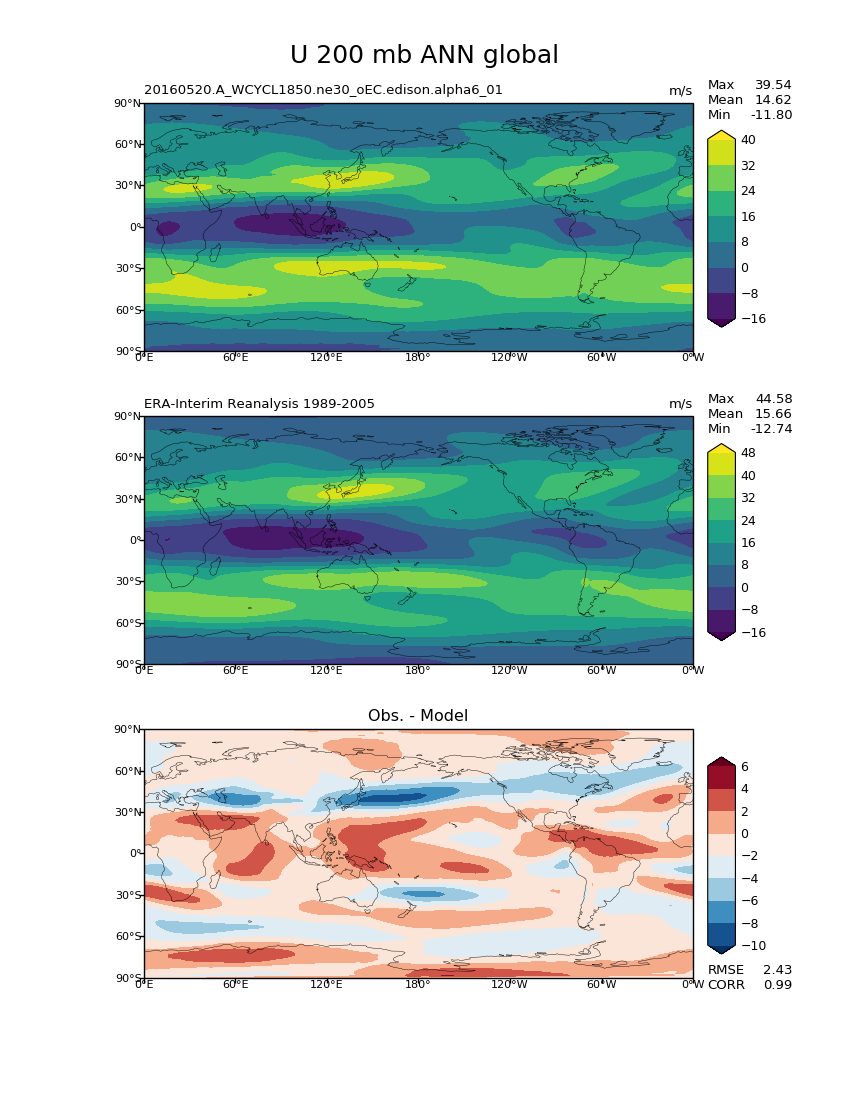 U 200 mb ANN global
20160520.A_WCYCL1850.ne30_oEC.edison.alpha6_01
m/s
Max 39.54
Mean 14.62
Min -11.80
90°N
60°N
30°N
0°
30°S
60°S
90°S
0°E 60°E 120°E 180° 120°W 60°W 0°W
40
32
24
16
8
0
−8
−16
ERA-Interim Reanalysis 1989-2005
m/s
Max 44.58
Mean 15.66
Min -12.74
90°N
60°N
30°N
0°
30°S
60°S
90°S
0°E 60°E 120°E 180° 120°W 60°W 0°W
48
40
32
24
16
8
0
−8
−16
Obs. - Model
90°N
60°N
30°N
0°
30°S
60°S
90°S
0°E 60°E 120°E 180° 120°W 60°W 0°W
6
4
2
0
−2
−4
−6
−8
−10
RMSE 2.43
CORR 0.99